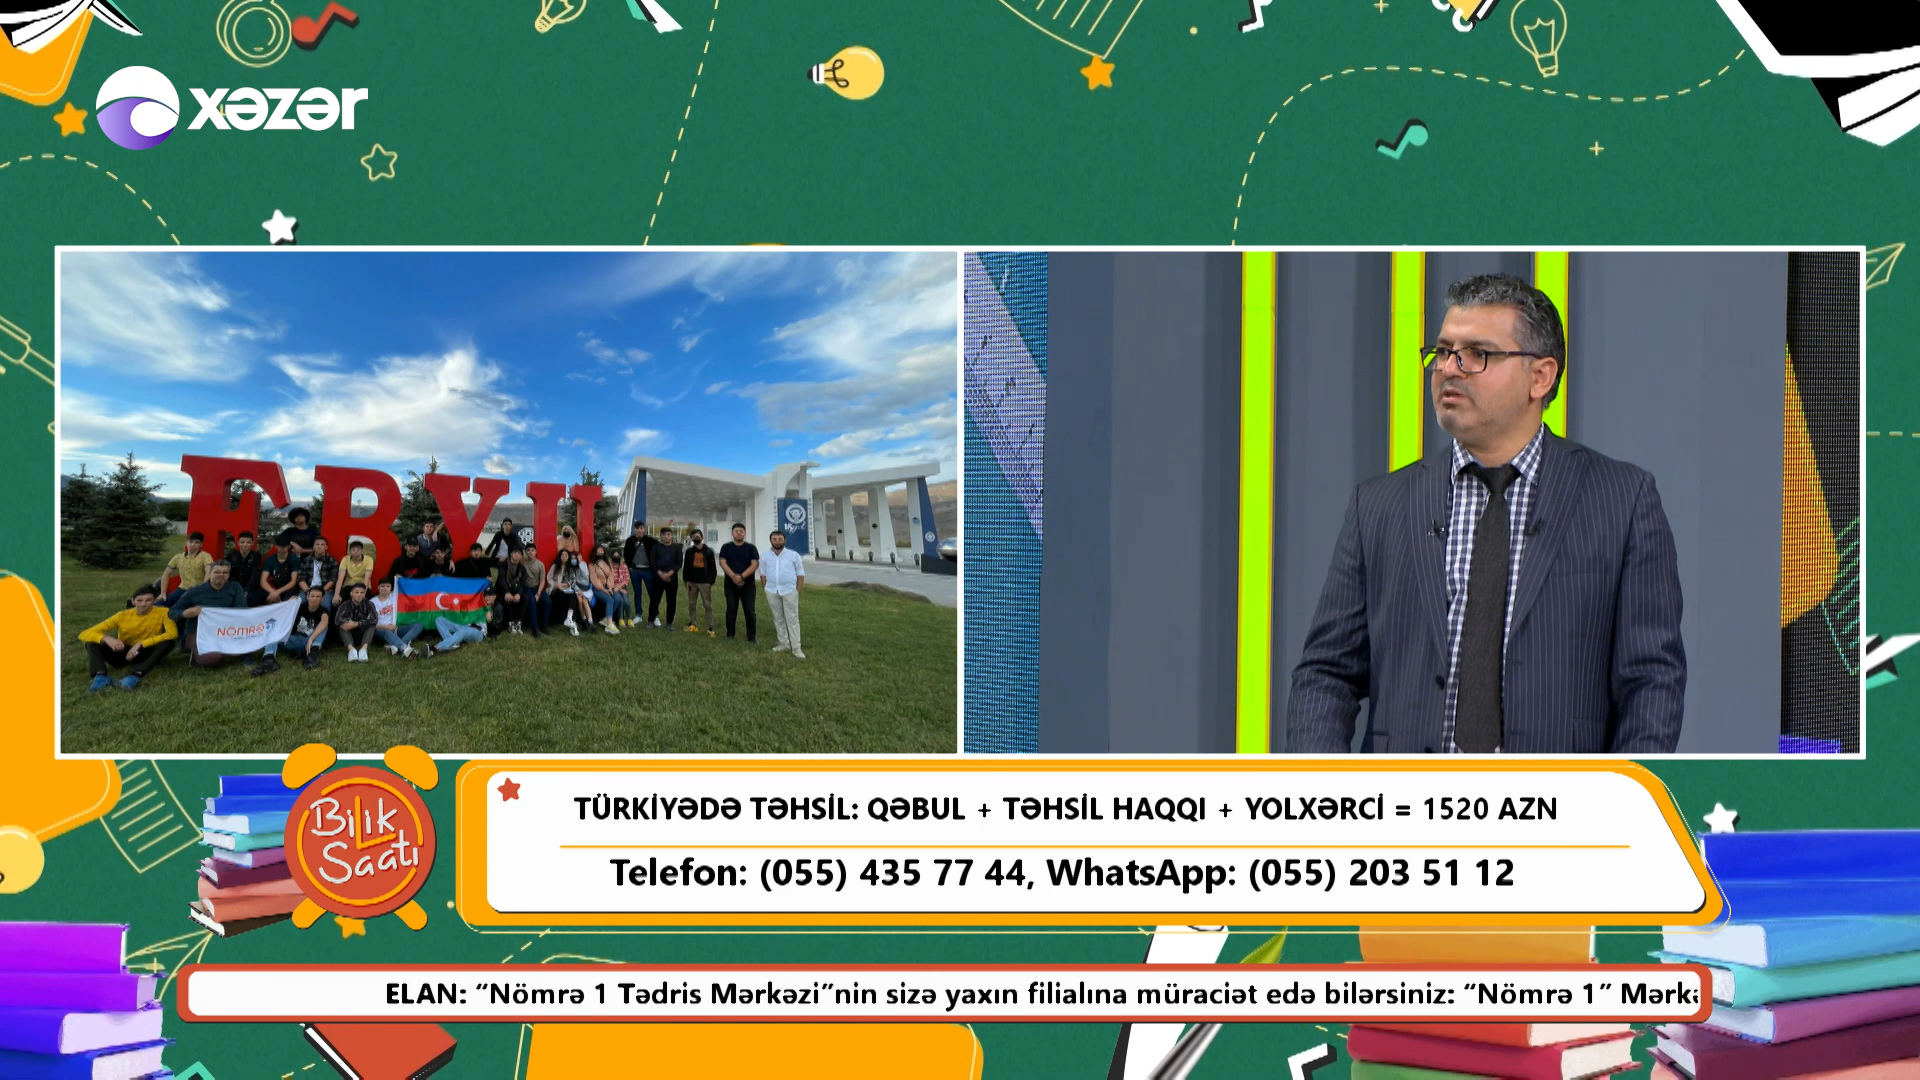 xəzər
EBYU
NÖMRƏ
Bilik
Saatı
TÜRKİYƏDƏ TƏHSİL: QƏBUL + TƏHSİL HAQQI + YOLXƏRCİ = 1520 AZN
Telefon: (055) 435 77 44, WhatsApp: (055) 203 51 12
ELAN: “Nömrə 1 Tədris Mərkəzi”nin sizə yaxın filialına müraciət edə bilərsiniz: “Nömrə 1”